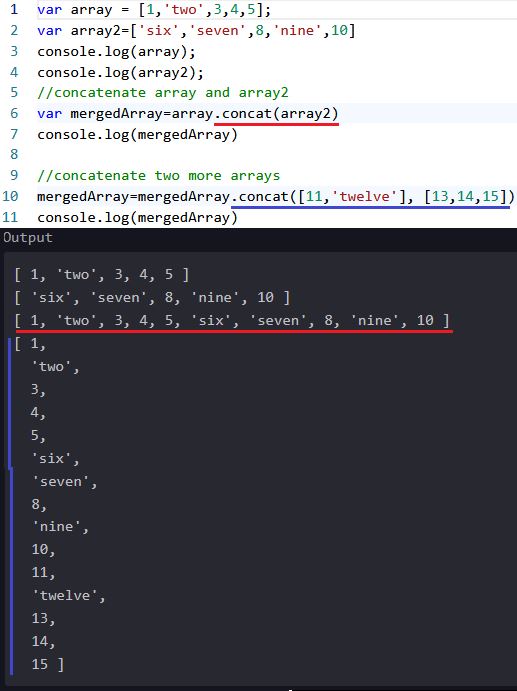 1 var array = [1,'two',3,4,5];
2 var array2=['six','seven',8,'nine',10]
3 console.log(array);
4 console.log(array2);
5 //concatenate array and array2
6 var mergedArray=array.concat(array2)
7 console.log(mergedArray)
8
9 //concatenate two more arrays
10 mergedArray=mergedArray.concat([11,'twelve'], [13,14,15])
11 console.log(mergedArray)
Output
[ 1, 'two', 3, 4, 5 ]
[ 'six', 'seven', 8, 'nine', 10 ]
[ 1, 'two', 3, 4, 5, 'six', 'seven', 8, 'nine', 10 ]
[ 1,
'two',
3,
4,
5,
'six',
'seven',
8,
'nine',
10,
11,
'twelve',
13,
14,
15 ]